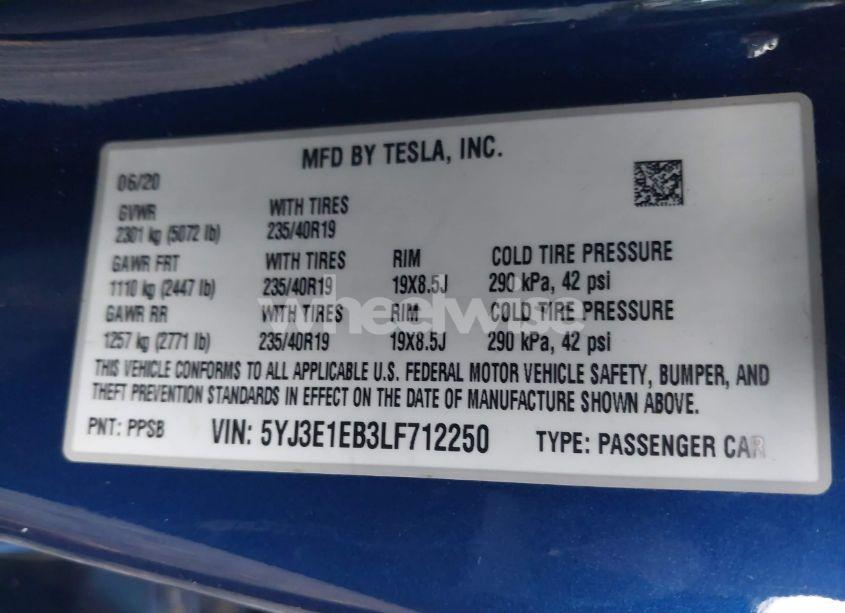 MFD BY TESLA, INC.
06/20
GVWR WITH TIRES
2301 kg (5072 lb) 235/40R19
GAWR FRT WITH TIRES RIM COLD TIRE PRESSURE
1110 kg (2447 lb) 235/40R19 19X8.5J 290 kPa, 42 psi
GAWR RR WITH TIRES RIM COLD TIRE PRESSURE
1257 kg (2771 lb) 235/40R19 19X8.5J 290 kPa, 42 psi
wheelwise
THIS VEHICLE CONFORMS TO ALL APPLICABLE U.S. FEDERAL MOTOR VEHICLE SAFETY, BUMPER, AND
THEFT PREVENTION STANDARDS IN EFFECT ON THE DATE OF MANUFACTURE SHOWN ABOVE.
PNT: PPSB VIN: 5YJ3E1EB3LF712250 TYPE: PASSENGER CAR